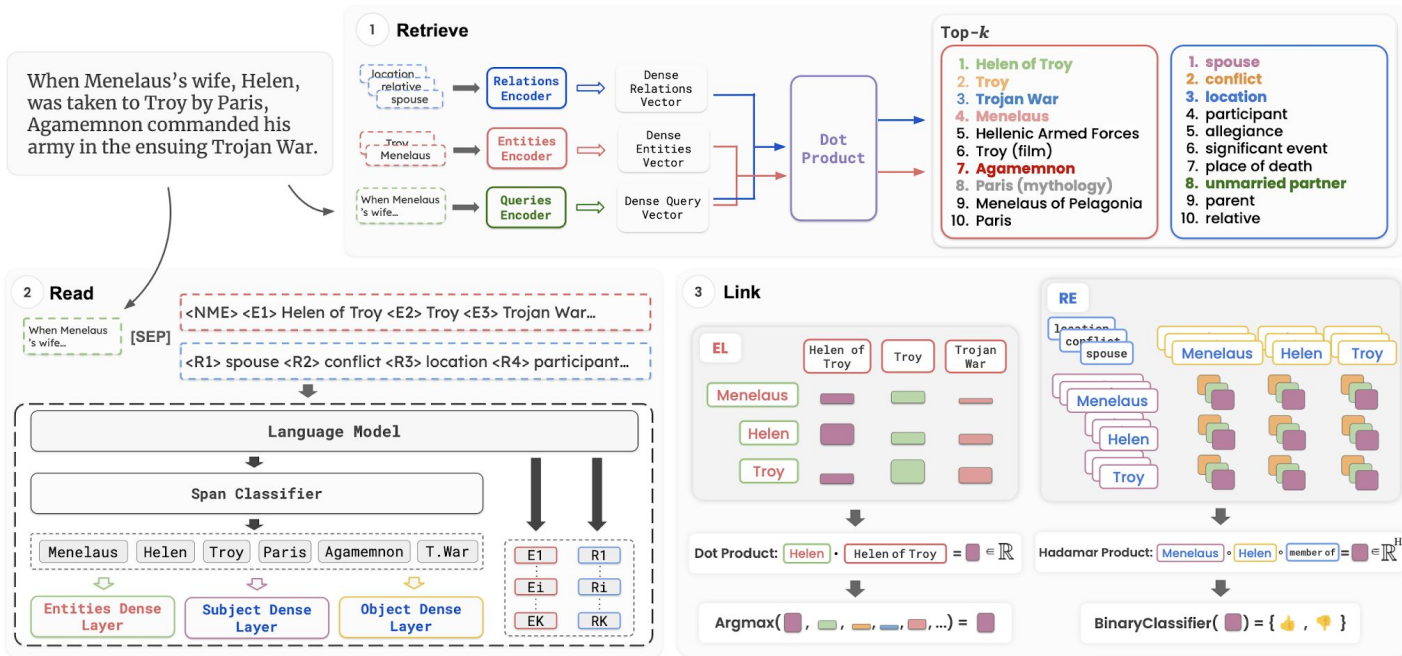 When Menelaus's wife, Helen,
was taken to Troy by Paris,
Agamemnon commanded his
army in the ensuing Trojan War.
1 Retrieve
location
relative
spouse
Relations
Encoder
Dense
Relations
Vector
Troy
Menelaus
Entities
Encoder
Dense
Entities
Vector
When Menelaus
's wife...
Queries
Encoder
Dense Query
Vector
Dot
Product
Top-k
1. Helen of Troy
2. Troy
3. Trojan War
4. Menelaus
5. Hellenic Armed Forces
6. Troy (film)
7. Agamemnon
8. Paris (mythology)
9. Menelaus of Pelagonia
10. Paris
1. spouse
2. conflict
3. location
4. participant
5. allegiance
6. significant event
7. place of death
8. unmarried partner
9. parent
10. relative
2 Read
When Menelaus
's wife...
[SEP]
<NME> <E1> Helen of Troy <E2> Troy <E3> Trojan War...
<R1> spouse <R2> conflict <R3> location <R4> participant...
Language Model
Span Classifier
Menelaus Helen Troy Paris Agamemnon T.War
Entities Dense
Layer
Subject Dense
Layer
Object Dense
Layer
E1 R1
Ei Ri
EK RK
3 Link
EL
Helen of
Troy
Troy
Trojan
War
Menelaus
Helen
Troy
Dot Product: Helen · Helen of Troy = ∈ ℝ
Argmax( , , , , ,...) =
RE
location
conflict
spouse
Menelaus Helen Troy
Menelaus
Helen
Troy
Hadamar Product: Menelaus ∘ Helen ∘ member of = ∈ ℝᴴ
BinaryClassifier( ) = { 👍 , 👎 }